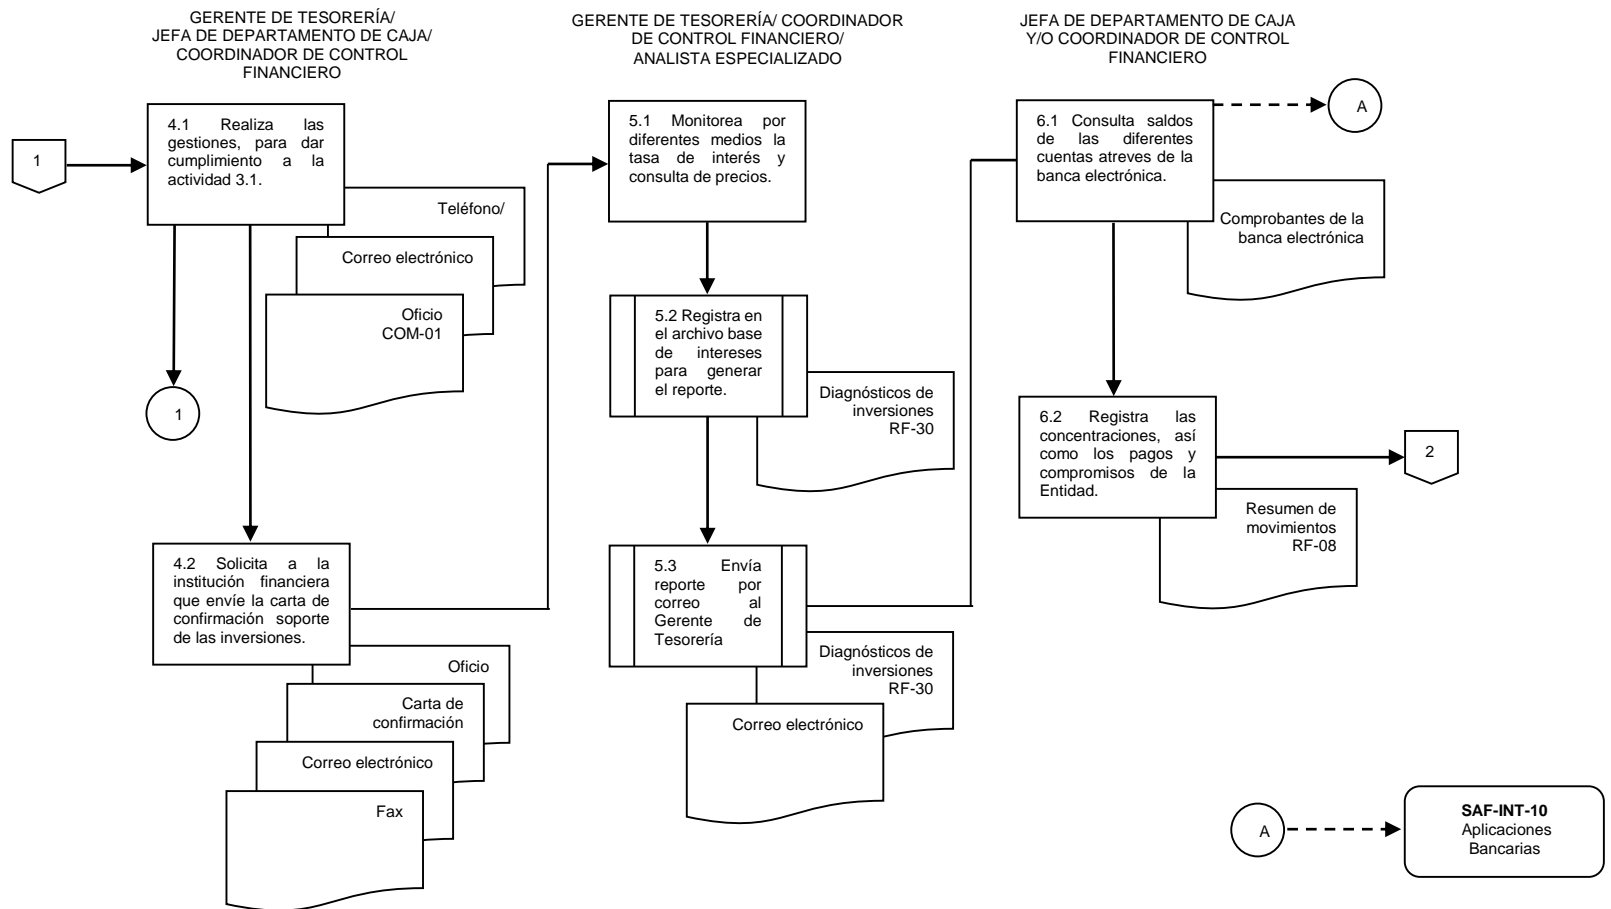 GERENTE DE TESORERÍA/
JEFA DE DEPARTAMENTO DE CAJA/
COORDINADOR DE CONTROL
FINANCIERO
GERENTE DE TESORERÍA/ COORDINADOR
DE CONTROL FINANCIERO/
ANALISTA ESPECIALIZADO
JEFA DE DEPARTAMENTO DE CAJA
Y/O COORDINADOR DE CONTROL
FINANCIERO
1
4.1 Realiza las
gestiones, para dar
cumplimiento a la
actividad 3.1.
Teléfono/
Correo electrónico
Oficio
COM-01
1
4.2 Solicita a la
institución financiera
que envíe la carta de
confirmación soporte
de las inversiones.
Oficio
Carta de
confirmación
Correo electrónico
Fax
5.1 Monitorea por
diferentes medios la
tasa de interés y
consulta de precios.
5.2 Registra en
el archivo base
de intereses
para generar
el reporte.
Diagnósticos de
inversiones
RF-30
5.3 Envía
reporte por
correo al
Gerente de
Tesorería
Diagnósticos de
inversiones
RF-30
Correo electrónico
6.1 Consulta saldos
de las diferentes
cuentas atreves de la
banca electrónica.
A
Comprobantes de la
banca electrónica
6.2 Registra las
concentraciones, así
como los pagos y
compromisos de la
Entidad.
2
Resumen de
movimientos
RF-08
A
SAF-INT-10
Aplicaciones
Bancarias